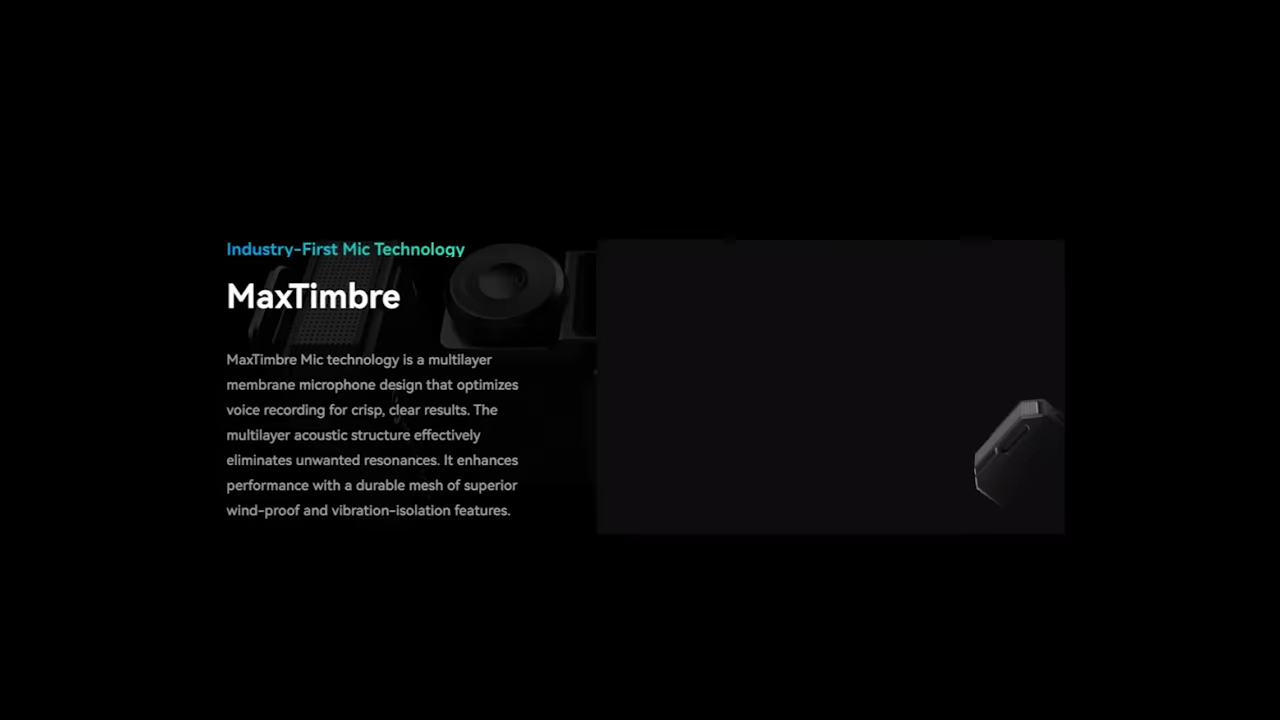 Industry-First Mic Technology
MaxTimbre
MaxTimbre Mic technology is a multilayer
membrane microphone design that optimizes
voice recording for crisp, clear results. The
multilayer acoustic structure effectively
eliminates unwanted resonances. It enhances
performance with a durable mesh of superior
wind-proof and vibration-isolation features.